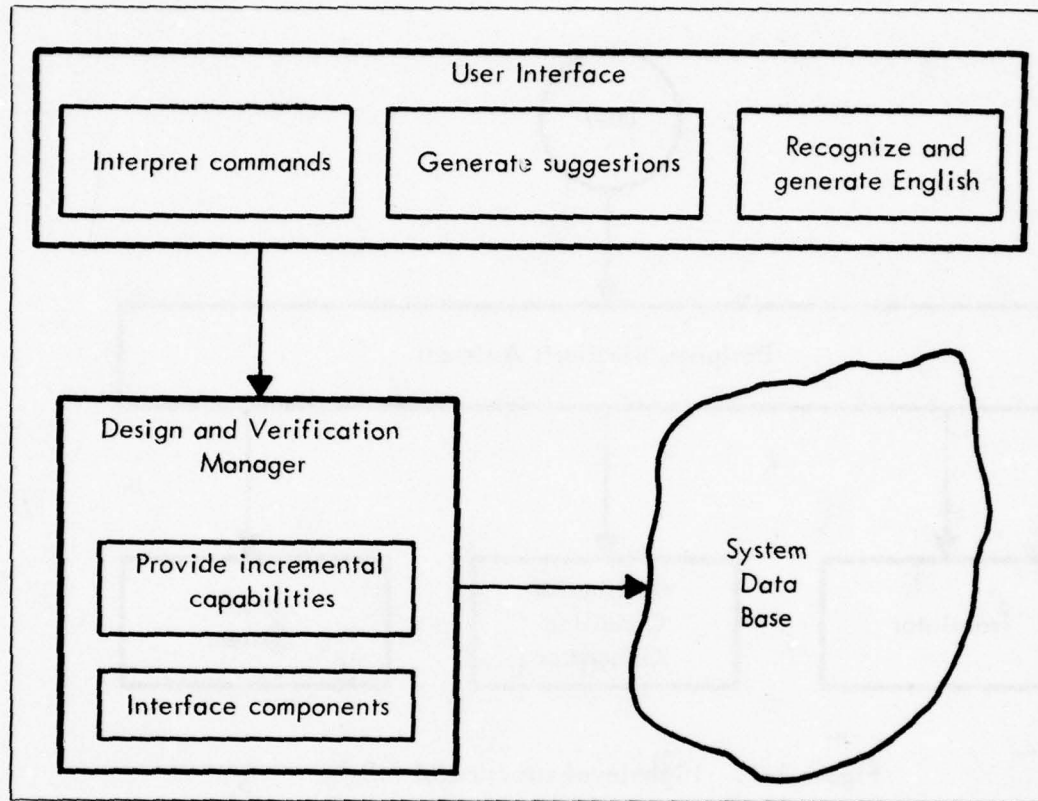 User Interface
Interpret commands
Generate suggestions
Recognize and
generate English
Design and Verification
Manager
Provide incremental
capabilities
Interface components
System
Data
Base